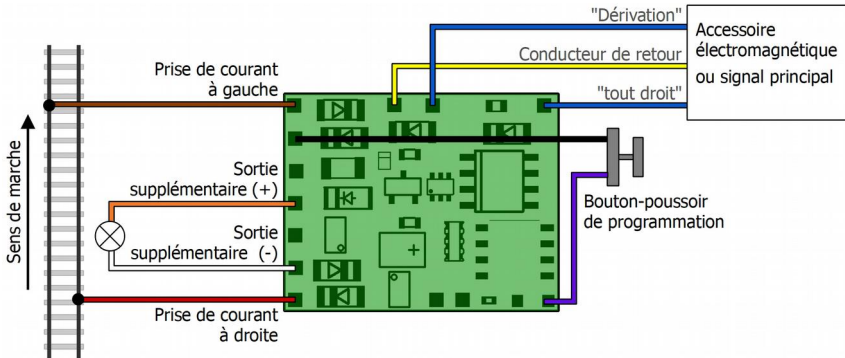 "Dérivation"
Accessoire
électromagnétique
ou signal principal
Conducteur de retour
"tout droit"
Prise de courant
à gauche
Sens de marche
Sortie
supplémentaire (+)
Sortie
supplémentaire (-)
Bouton-poussoir
de programmation
Prise de courant
à droite